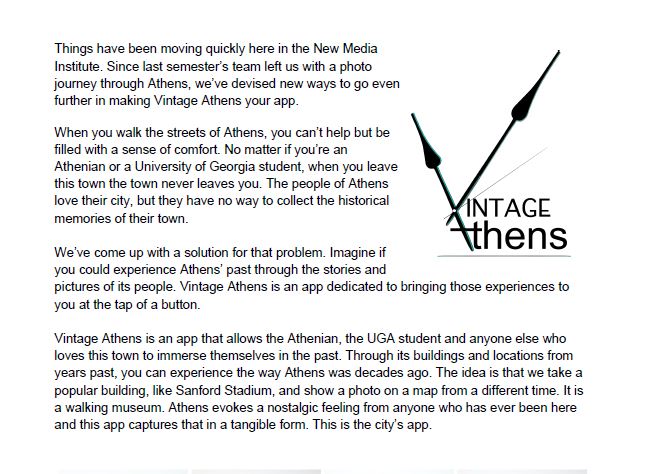 Things have been moving quickly here in the New Media
Institute. Since last semester’s team left us with a photo
journey through Athens, we’ve devised new ways to go even
further in making Vintage Athens your app.
When you walk the streets of Athens, you can’t help but be
filled with a sense of comfort. No matter if you’re an
Athenian or a University of Georgia student, when you leave
this town the town never leaves you. The people of Athens
love their city, but they have no way to collect the historical
memories of their town.
VINTAGE
Athens
We’ve come up with a solution for that problem. Imagine if
you could experience Athens’ past through the stories and
pictures of its people. Vintage Athens is an app dedicated to bringing those experiences to
you at the tap of a button.
Vintage Athens is an app that allows the Athenian, the UGA student and anyone else who
loves this town to immerse themselves in the past. Through its buildings and locations from
years past, you can experience the way Athens was decades ago. The idea is that we take a
popular building, like Sanford Stadium, and show a photo on a map from a different time. It is
a walking museum. Athens evokes a nostalgic feeling from anyone who has ever been here
and this app captures that in a tangible form. This is the city’s app.